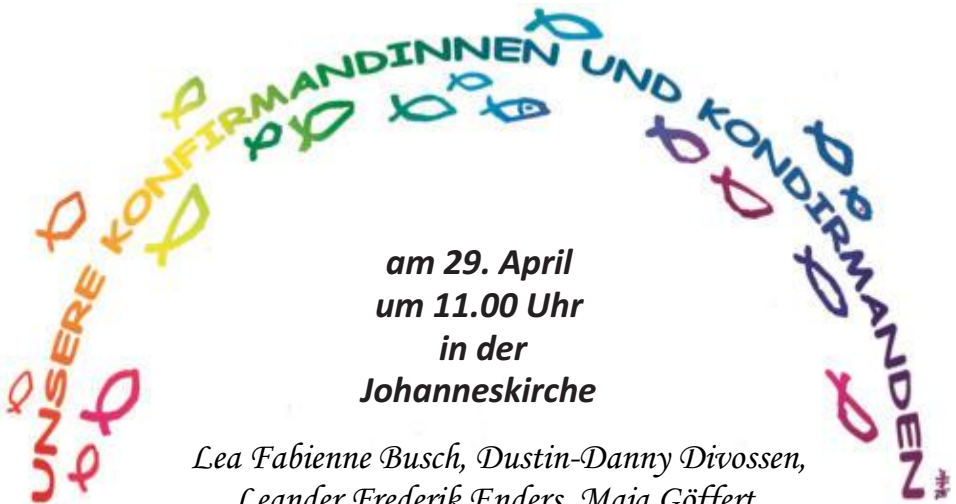 UNSERE KONFIRMANDINNEN UND KONDIRMANDEN
am 29. April
um 11.00 Uhr
in der
Johanneskirche
Lea Fabienne Busch, Dustin-Danny Divossen,
Leander Frederik Enders, Maja Göffert